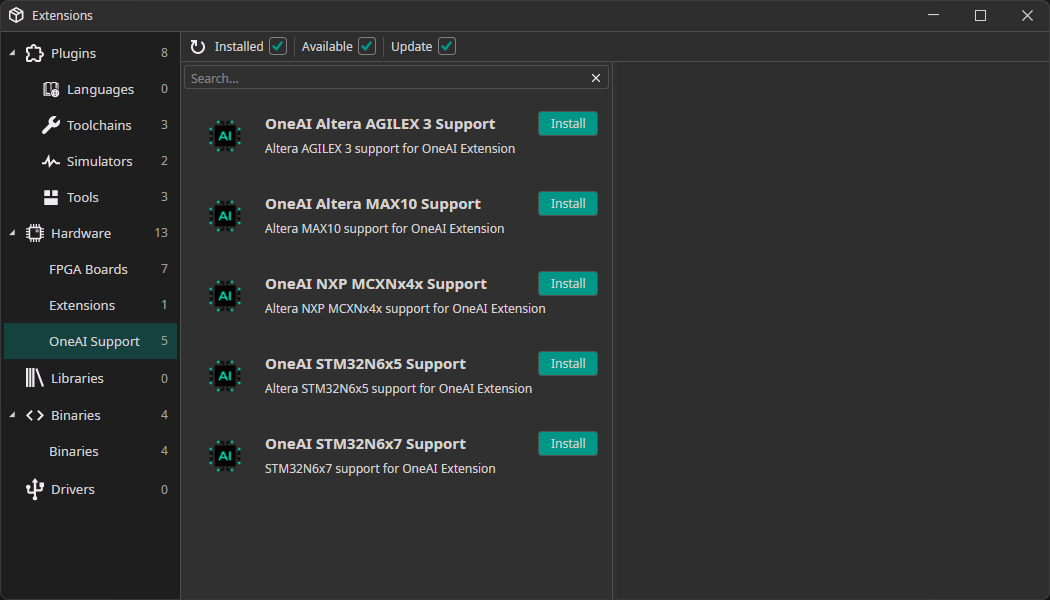 Extensions
Plugins 8
Languages 0
Toolchains 3
Simulators 2
Tools 3
Hardware 13
FPGA Boards 7
Extensions 1
OneAI Support 5
Libraries 0
Binaries 4
Binaries 4
Drivers 0
Installed Available Update
Search...
AI
OneAI Altera AGILEX 3 Support Install
Altera AGILEX 3 support for OneAI Extension
AI
OneAI Altera MAX10 Support Install
Altera MAX10 support for OneAI Extension
AI
OneAI NXP MCXNx4x Support Install
Altera NXP MCXNx4x support for OneAI Extension
AI
OneAI STM32N6x5 Support Install
Altera STM32N6x5 support for OneAI Extension
AI
OneAI STM32N6x7 Support Install
STM32N6x7 support for OneAI Extension